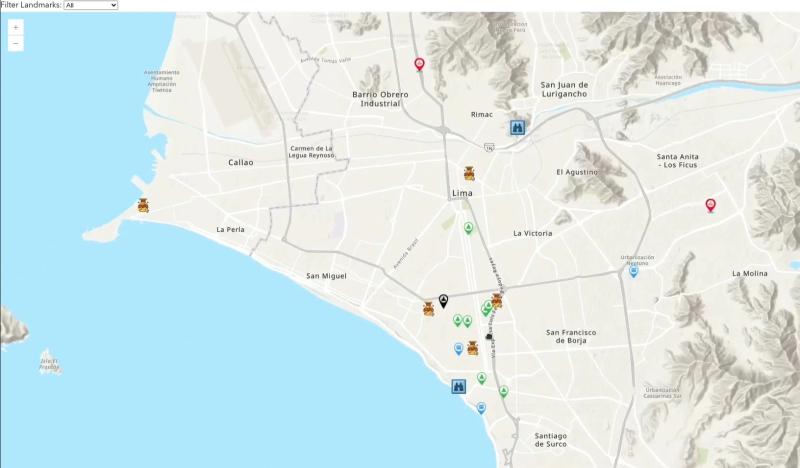 Filter Landmarks: All
+
−
Asentamiento
Humano
Ampliación
Tiwinza
Avenida Tomás Valle
Barrio Obrero
Industrial
San Juan de
Lurigancho
Asociación
Huancayo
Rimac
Carmen de La
Legua Reynoso
Callao
Santa Anita
- Los Ficus
El Agustino
Lima
La Perla
La Victoria
Avenida Brasil
Urbanización
Neptuno
La Molina
San Miguel
San Francisco
de Borja
Isla El
Frontón
Urbanización
Casuarinas Sur
Santiago
de Surco